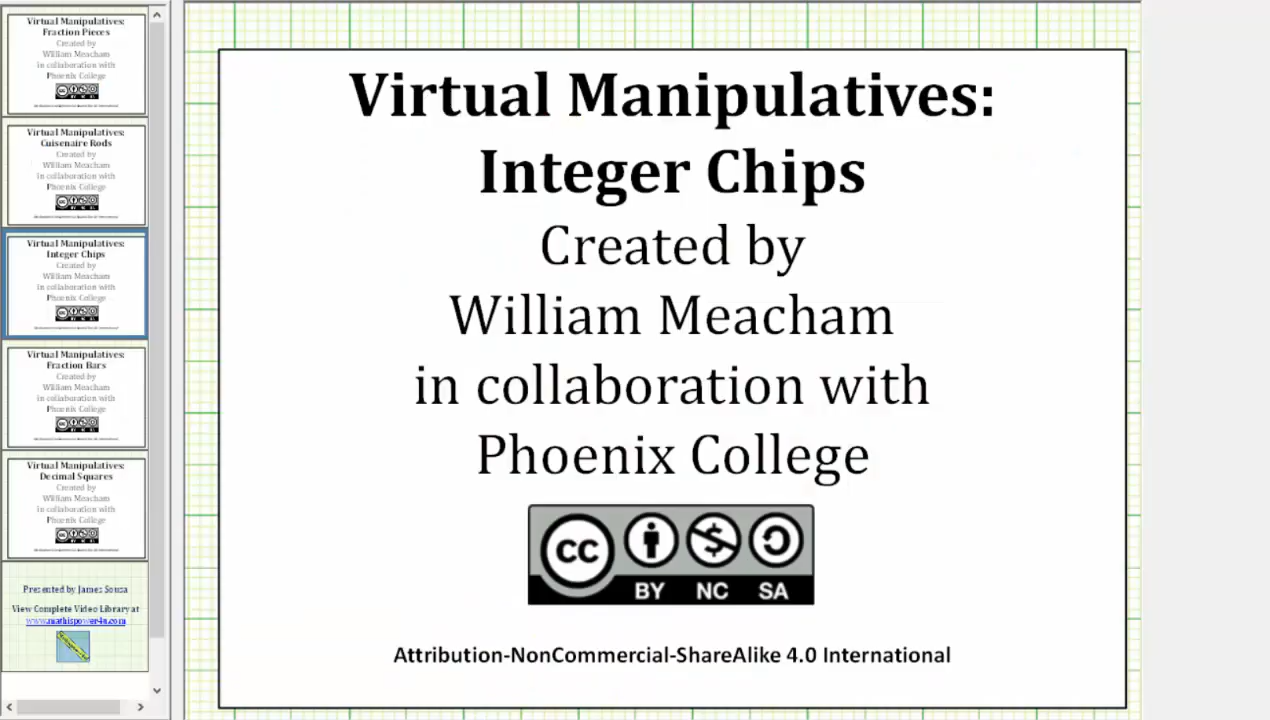 Virtual Manipulatives:
Fraction Pieces
Created by
William Meacham
in collaboration with
Phoenix College
Virtual Manipulatives:
Cuisenaire Rods
Created by
William Meacham
in collaboration with
Phoenix College
Virtual Manipulatives:
Integer Chips
Created by
William Meacham
in collaboration with
Phoenix College
Virtual Manipulatives:
Fraction Bars
Created by
William Meacham
in collaboration with
Phoenix College
Virtual Manipulatives:
Decimal Squares
Created by
William Meacham
in collaboration with
Phoenix College
Presented by James Sousa
View Complete Video Library at
www.mathispower4u.com
Virtual Manipulatives:
Integer Chips
Created by
William Meacham
in collaboration with
Phoenix College
cc
BY NC SA
Attribution-NonCommercial-ShareAlike 4.0 International